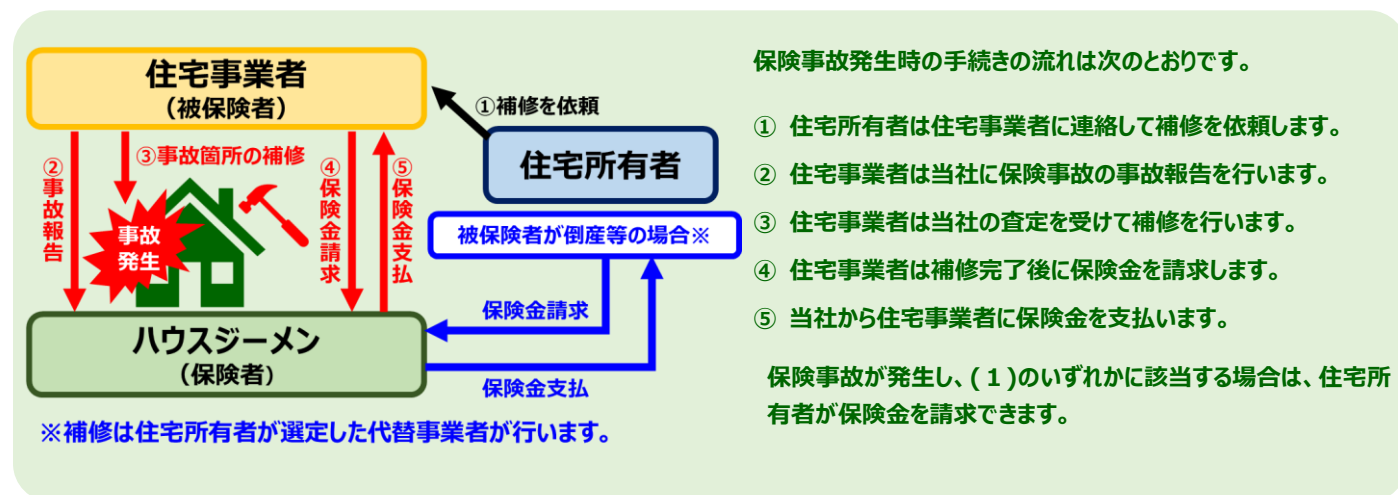 住宅事業者
（被保険者）
①補修を依頼
住宅所有者
②事故報告
③事故箇所の補修
④保険金請求
⑤保険金支払
事故
発生
被保険者が倒産等の場合※
保険金請求
保険金支払
ハウスジーメン
（保険者）
※補修は住宅所有者が選定した代替事業者が行います。
保険事故発生時の手続きの流れは次のとおりです。
① 住宅所有者は住宅事業者に連絡して補修を依頼します。
② 住宅事業者は当社に保険事故の事故報告を行います。
③ 住宅事業者は当社の査定を受けて補修を行います。
④ 住宅事業者は補修完了後に保険金を請求します。
⑤ 当社から住宅事業者に保険金を支払います。
保険事故が発生し、(１)のいずれかに該当する場合は、住宅所
有者が保険金を請求できます。